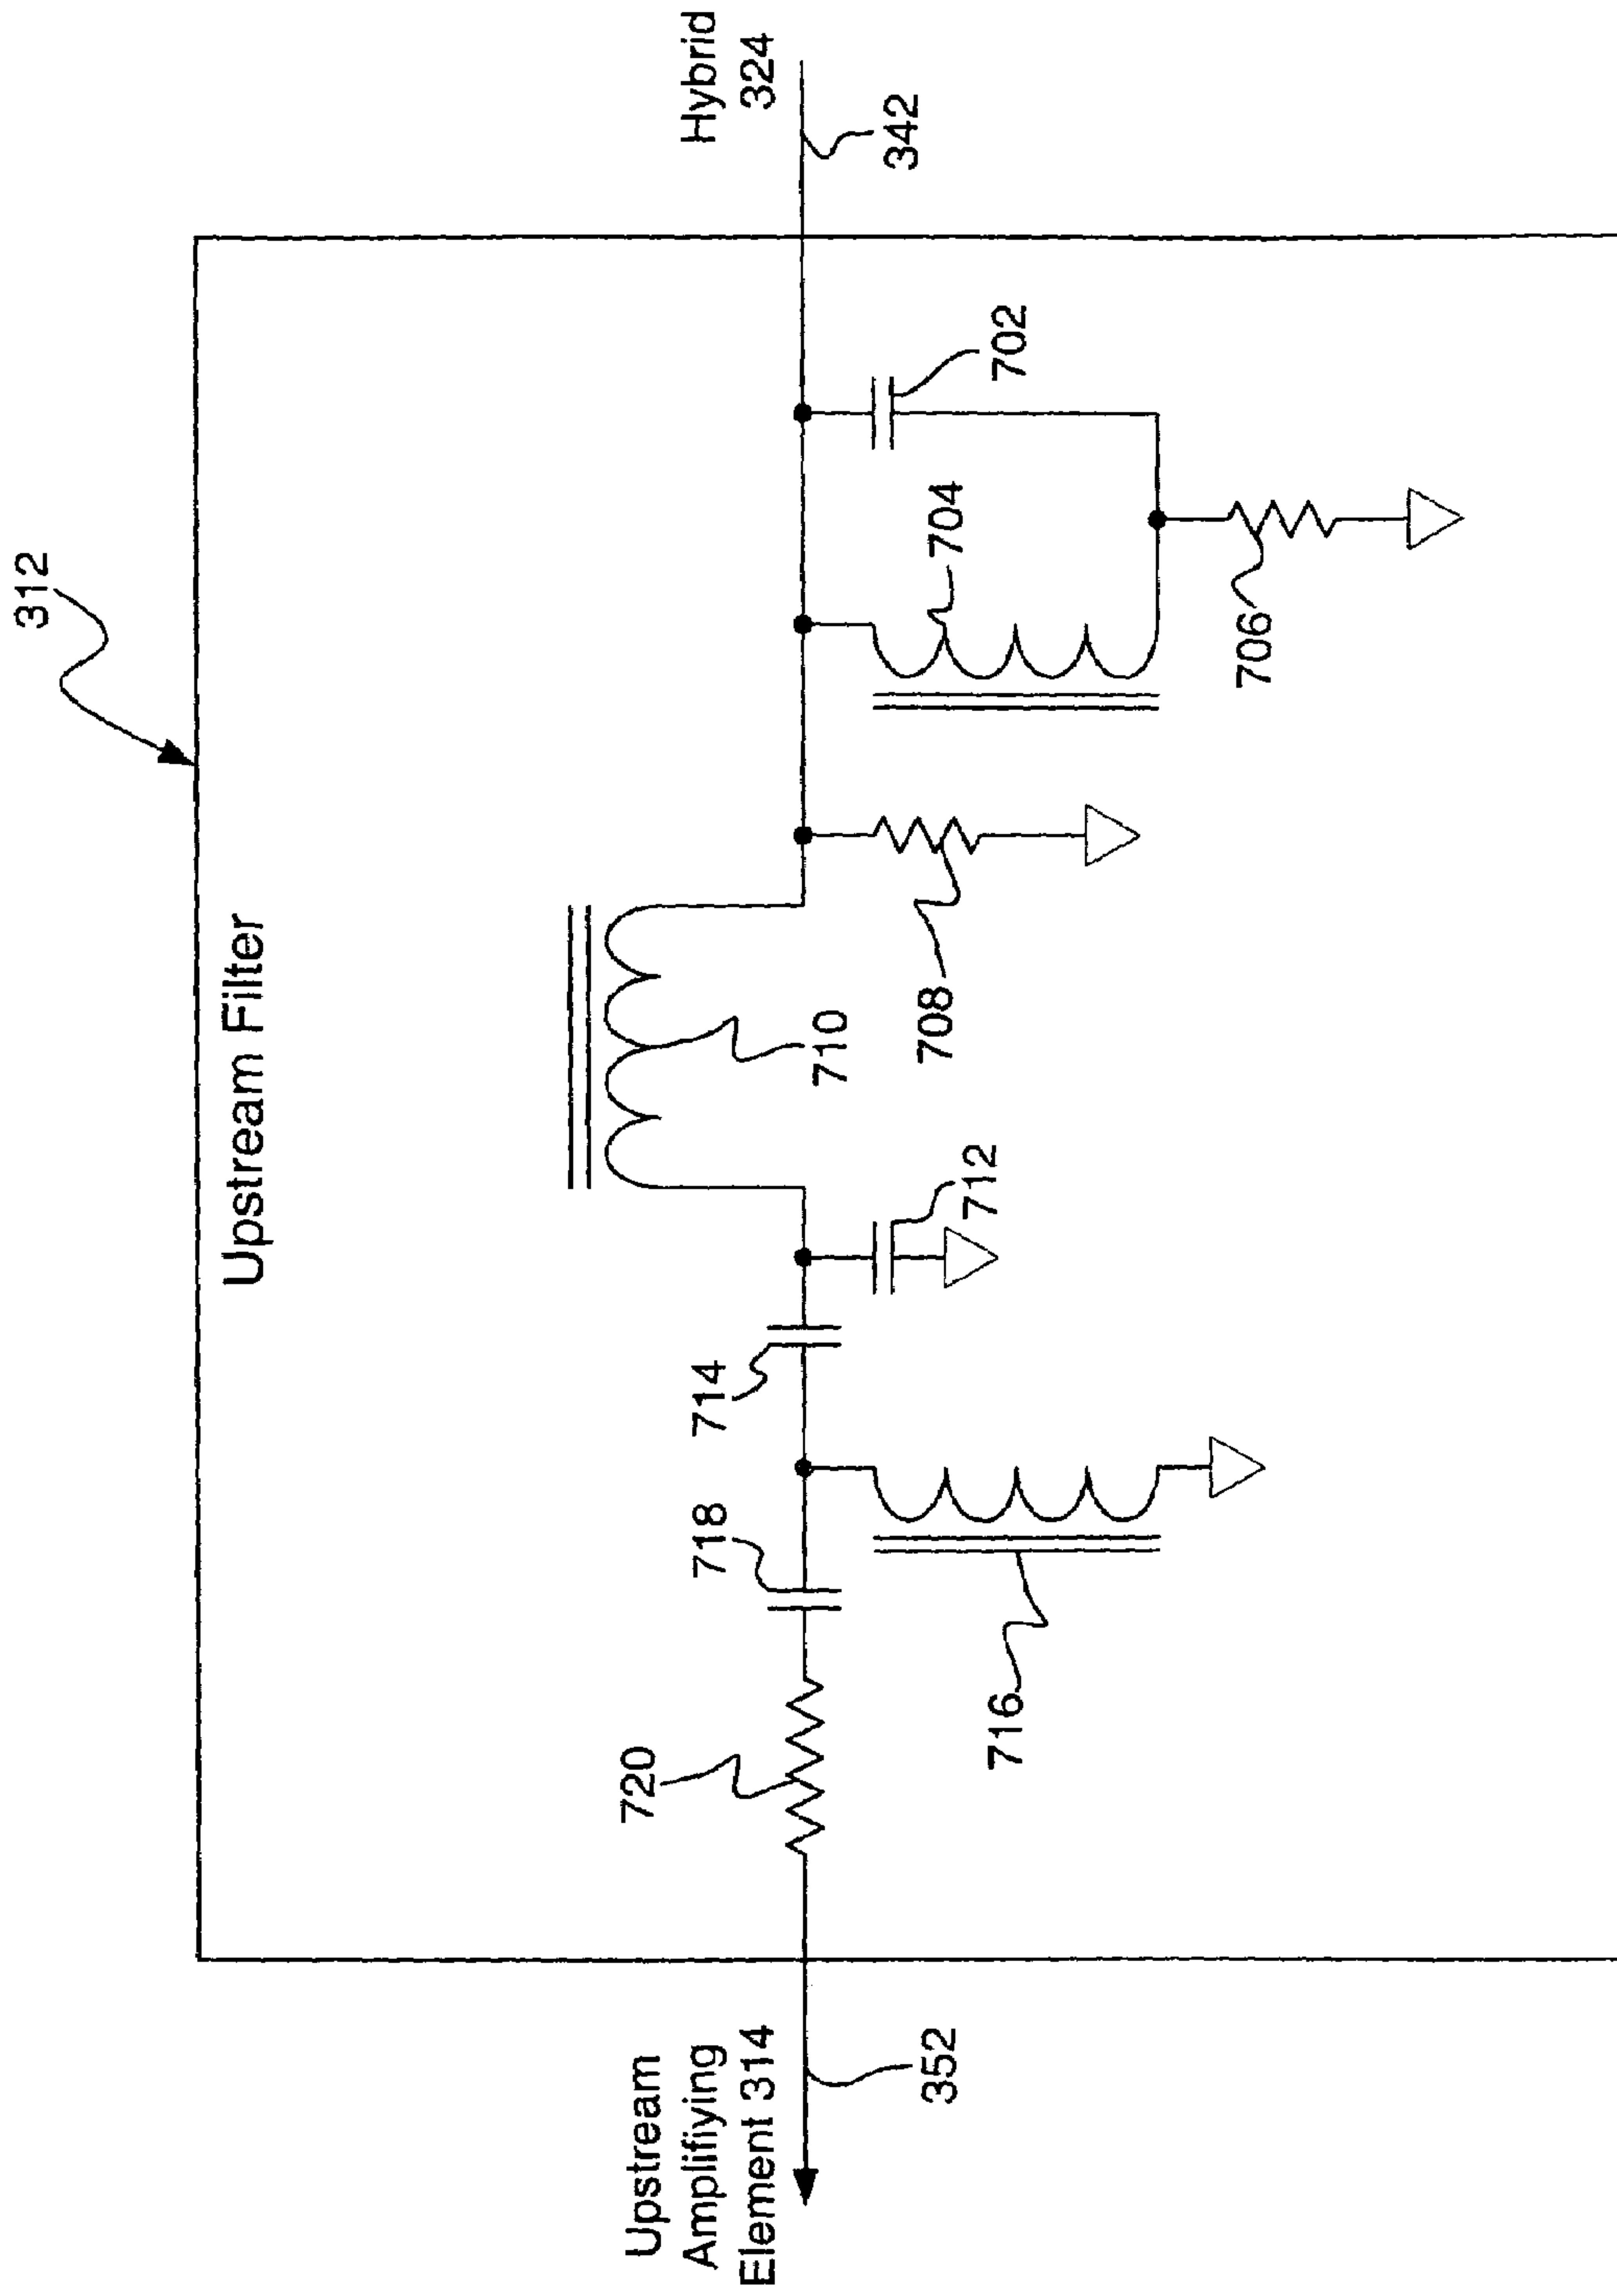 312
Upstream Filter
Upstream
Amplifiying
Element 314
352
720
718
716
714
712
710
708
704
706
702
Hybrid
324
342